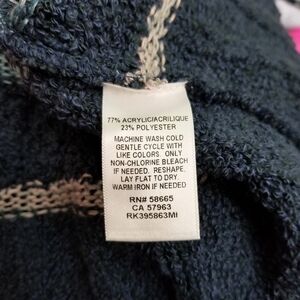 77% ACRYLIC/ACRILIQUE
23% POLYESTER
MACHINE WASH COLD
GENTLE CYCLE WITH
LIKE COLORS. ONLY
NON-CHLORINE BLEACH
IF NEEDED. RESHAPE.
LAY FLAT TO DRY.
WARM IRON IF NEEDED
RN# 58665
CA 57963
RK395863MI